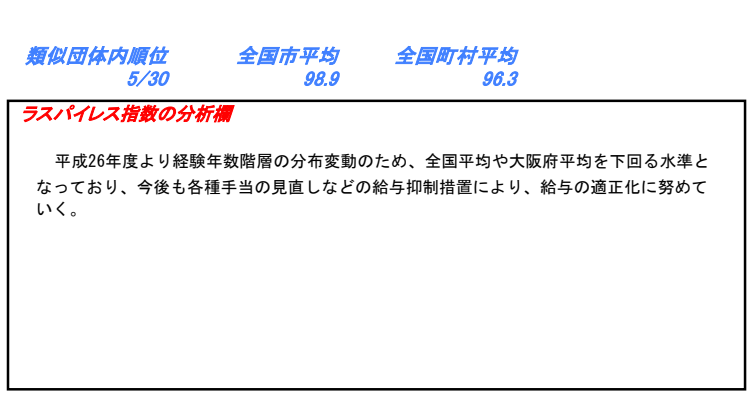 類似団体内順位 全国市平均 全国町村平均
5/30 98.9 96.3
ラスパイレス指数の分析欄
平成26年度より経験年数階層の分布変動のため、全国平均や大阪府平均を下回る水準と
なっており、今後も各種手当の見直しなどの給与抑制措置により、給与の適正化に努めて
いく。